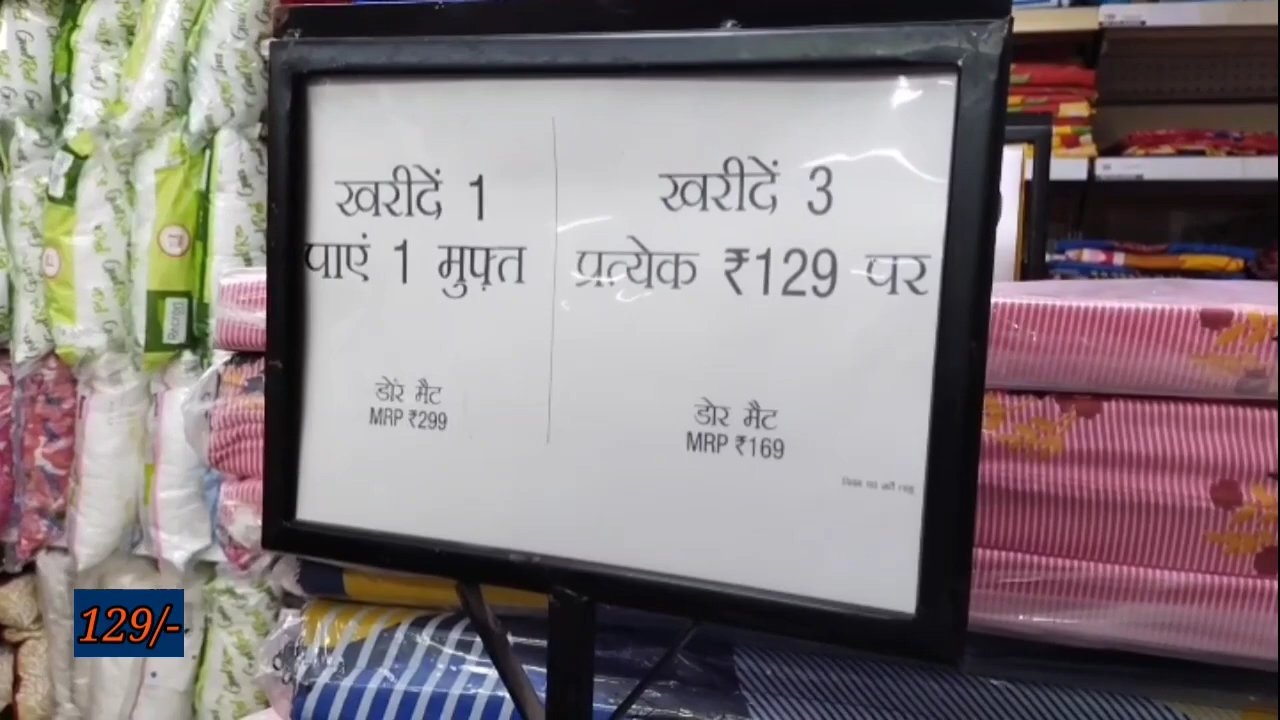 खरीदें 1
पाएं 1 मुफ़्त
डोर मैट
MRP ₹299
खरीदें 3
प्रत्येक ₹129 पर
डोर मैट
MRP ₹169
129/-